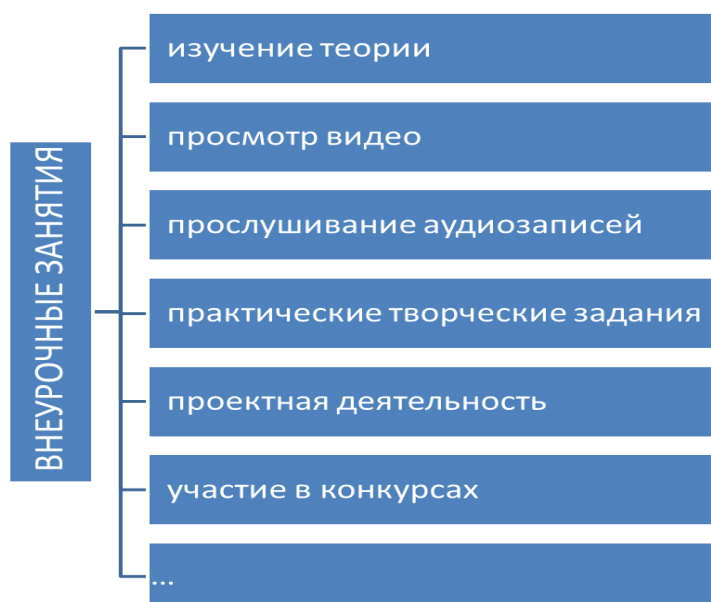 ВНЕУРОЧНЫЕ ЗАНЯТИЯ
изучение теории
просмотр видео
прослушивание аудиозаписей
практические творческие задания
проектная деятельность
участие в конкурсах
...